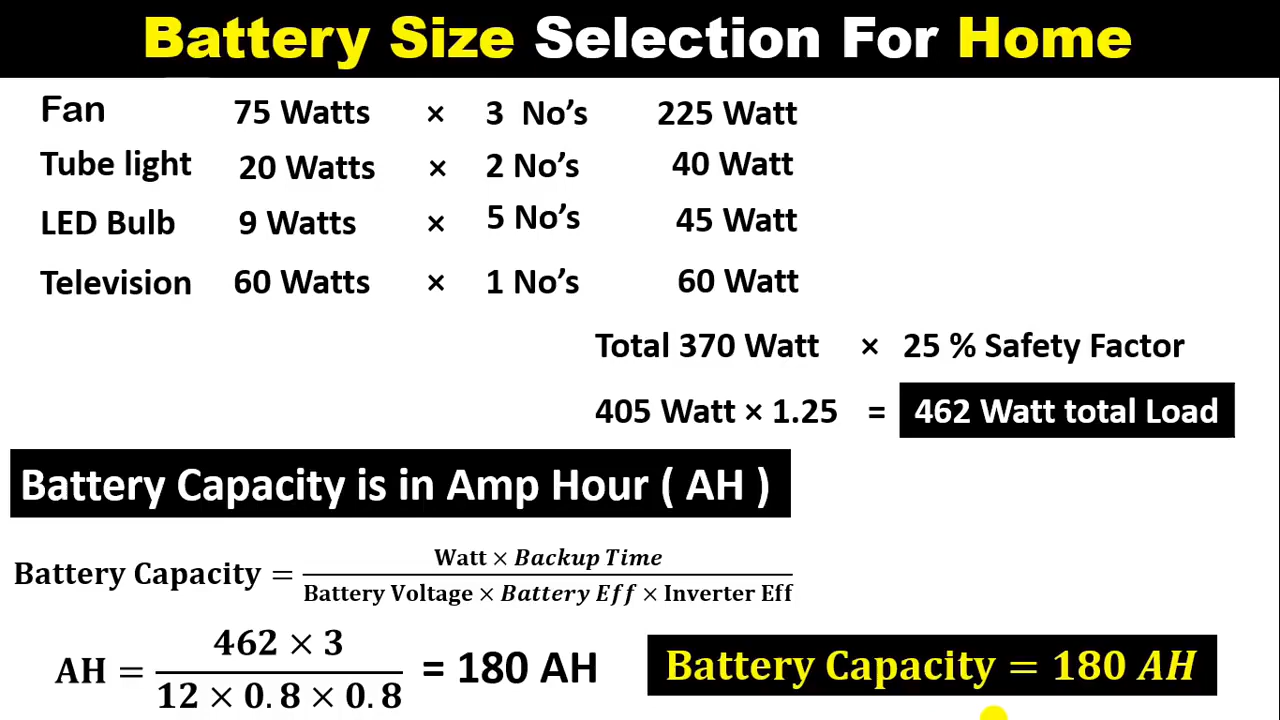 Battery Size Selection For Home
Fan 75 Watts × 3 No’s 225 Watt
Tube light 20 Watts × 2 No’s 40 Watt
LED Bulb 9 Watts × 5 No’s 45 Watt
Television 60 Watts × 1 No’s 60 Watt
Total 370 Watt × 25 % Safety Factor
405 Watt × 1.25 = 462 Watt total Load
Battery Capacity is in Amp Hour ( AH )
Battery Capacity = Watt × Backup Time
Battery Voltage × Battery Eff × Inverter Eff
AH = 462 × 3
12 × 0.8 × 0.8
= 180 AH
Battery Capacity = 180 AH